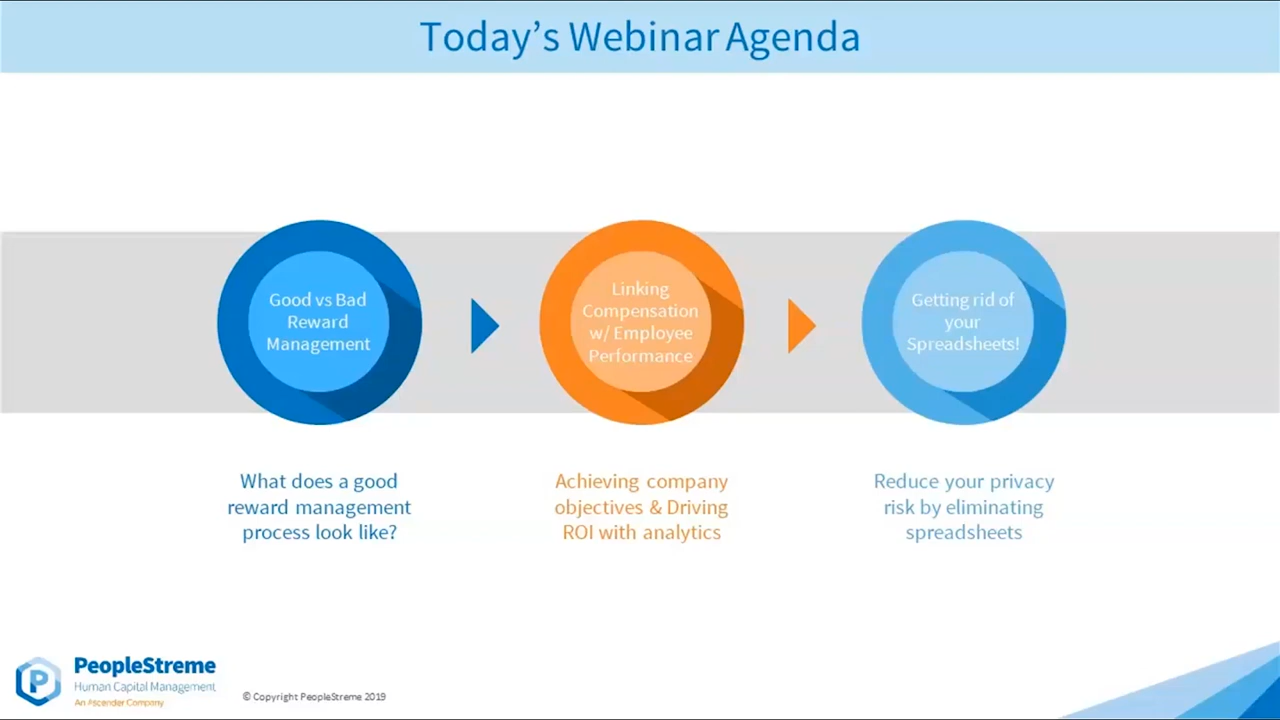 Today's Webinar Agenda
Good vs Bad
Reward
Management
Linking
Compensation
w/ Employee
Performance
Getting rid of
your
Spreadsheets!
What does a good
reward management
process look like?
Achieving company
objectives & Driving
ROI with analytics
Reduce your privacy
risk by eliminating
spreadsheets
P
PeopleStreme
Human Capital Management
An Ascender Company
© Copyright PeopleStreme 2019